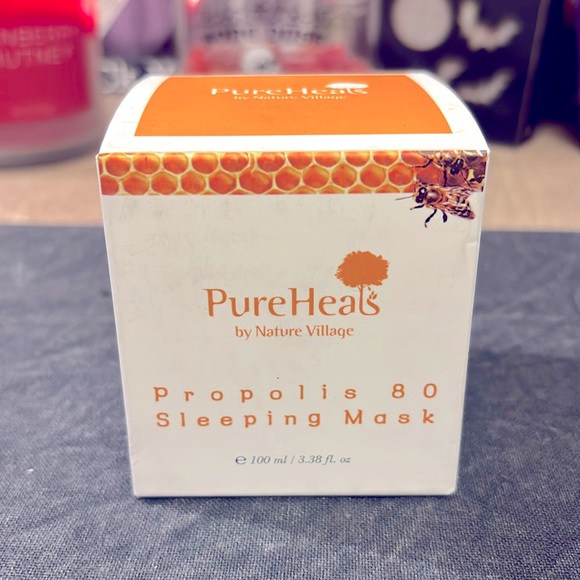 PureHeals
by Nature Village
PureHeals
by Nature Village
Propolis 80
Sleeping Mask
℮ 100 ml / 3.38 fl. oz